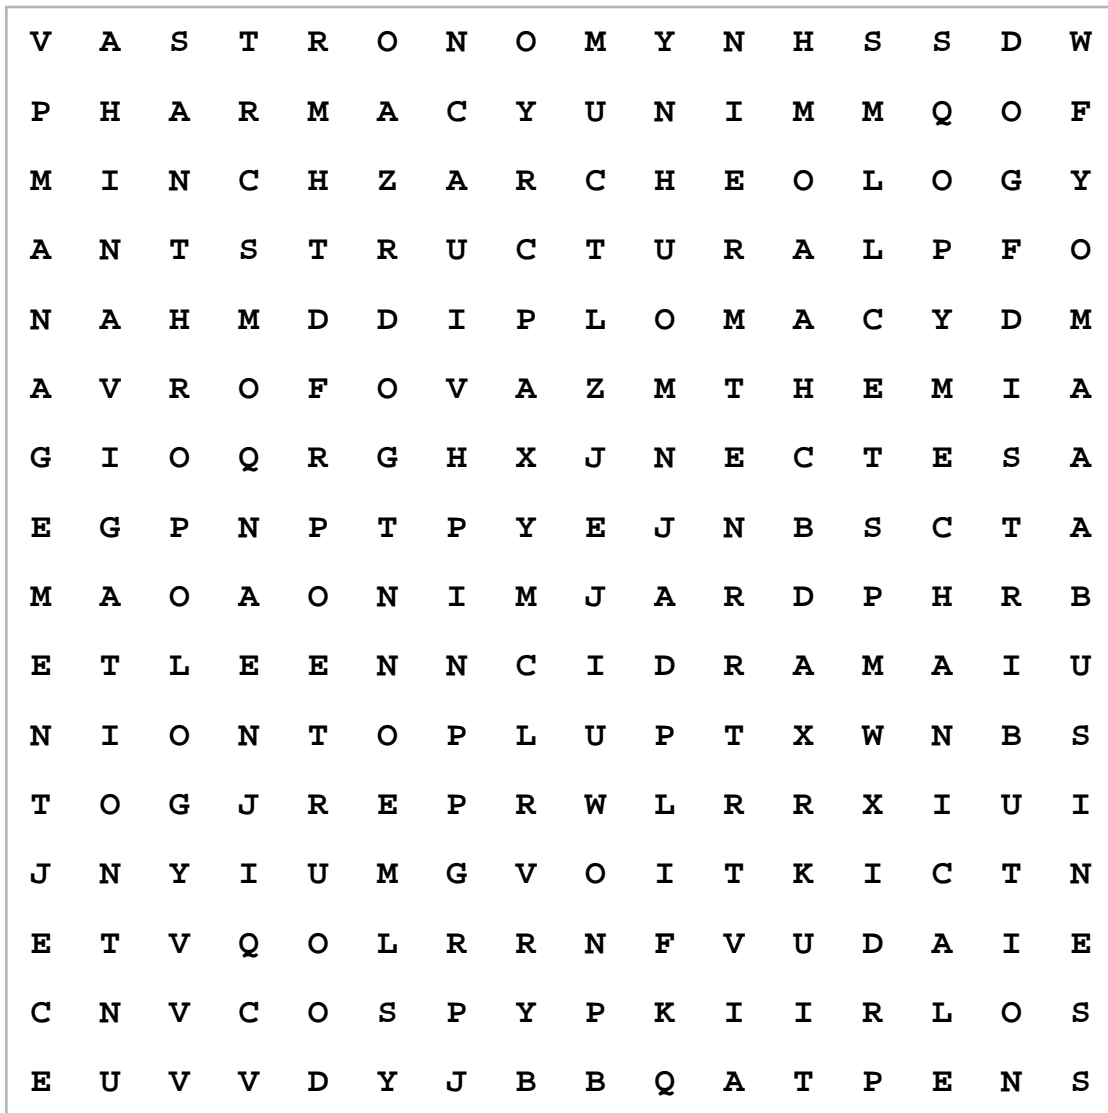 V A S T R O N O M Y N H S S D W
P H A R M A C Y U N I M M Q O F
M I N C H Z A R C H E O L O G Y
A N T S T R U C T U R A L P F O
N A H M D D I P L O M A C Y D M
A V R O F O V A Z M T H E M I A
G I O Q R G H X J N E C T E S A
E G P N P T P Y E J N B S C T A
M A O A O N I M J A R D P H R B
E T L E E N N C I D R A M A I U
N I O N T O P L U P T X W N B S
T O G J R E P R W L R R X I U I
J N Y I U M G V O I T K I C T N
E T V Q O L R R N F V U D A I E
C N V C O S P Y P K I I R L O S
E U V V D Y J B B Q A T P E N S